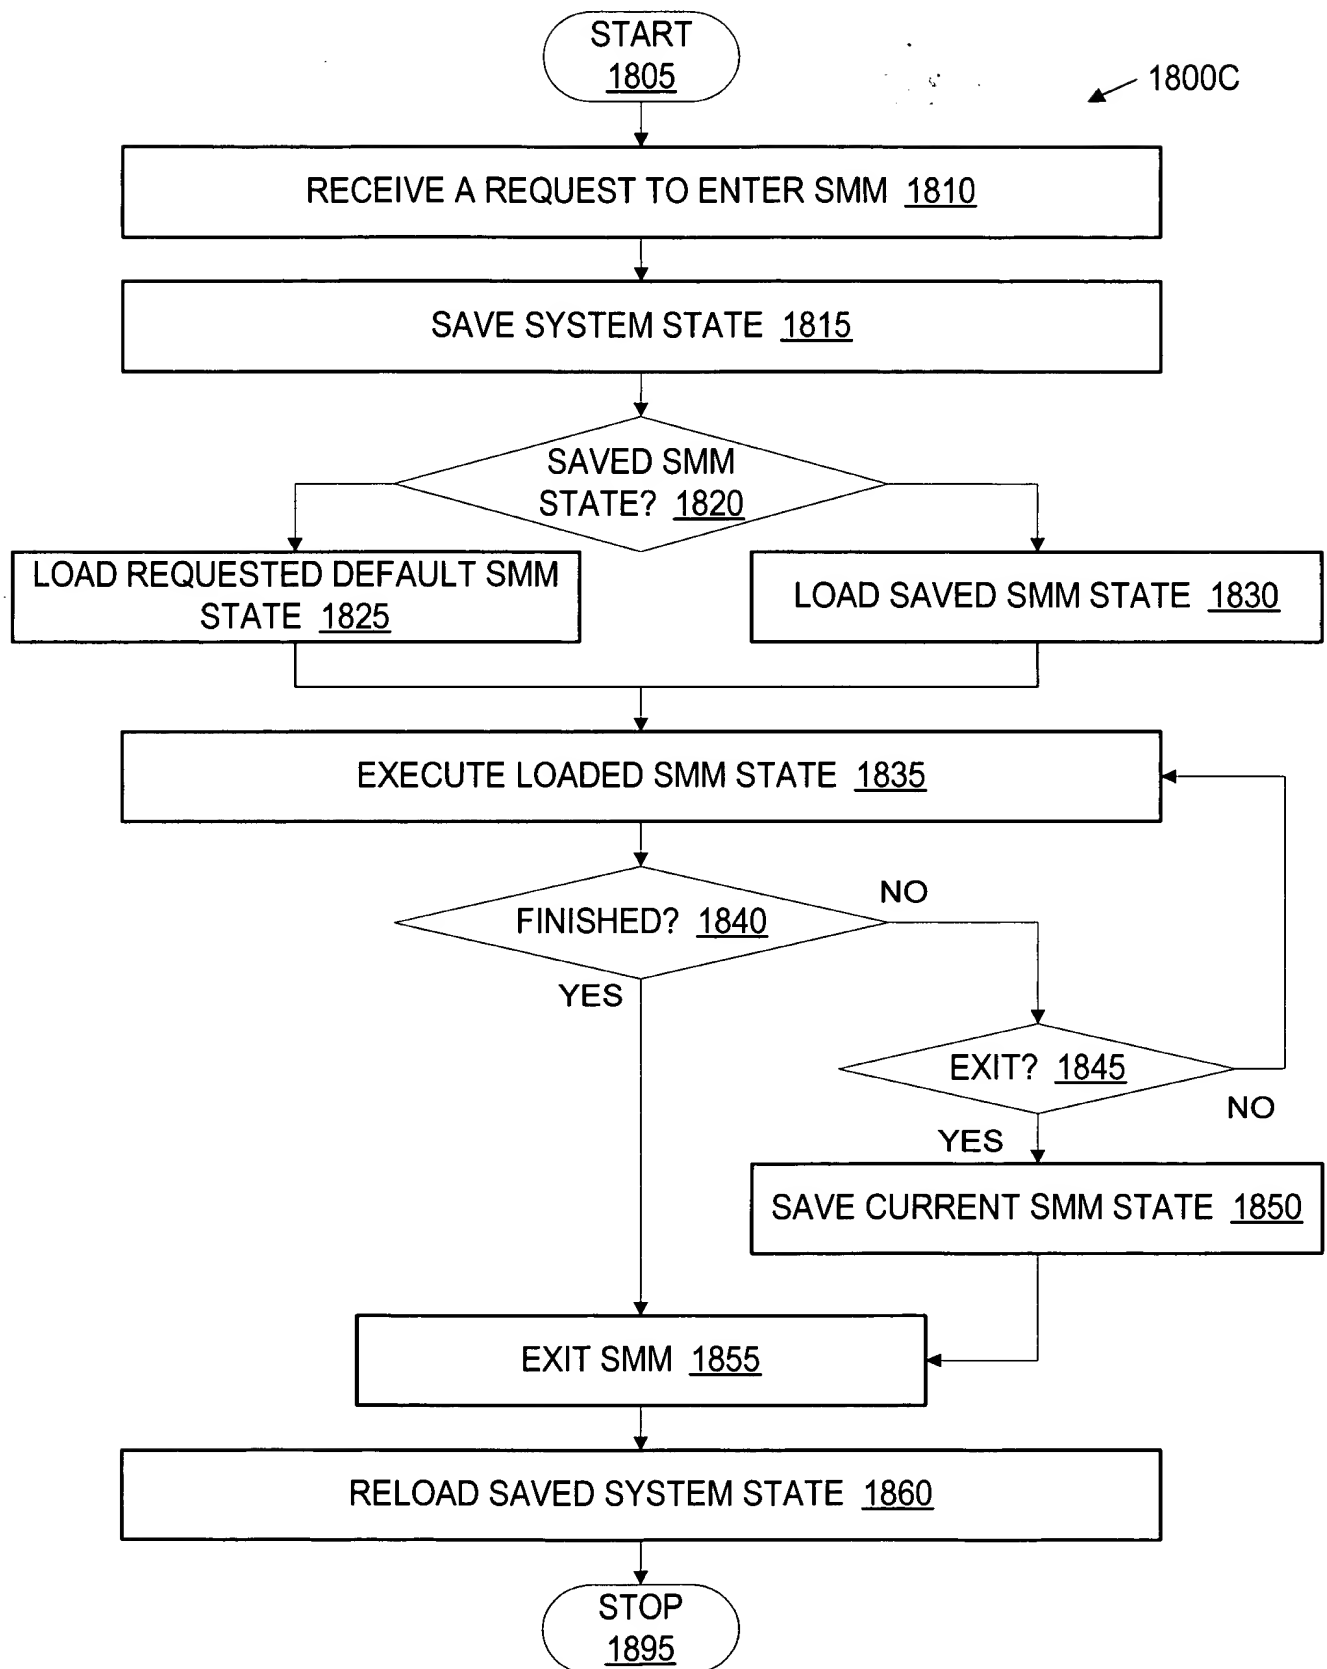 START
1805
1800C
RECEIVE A REQUEST TO ENTER SMM 1810
SAVE SYSTEM STATE 1815
SAVED SMM
STATE? 1820
LOAD REQUESTED DEFAULT SMM
STATE 1825
LOAD SAVED SMM STATE 1830
EXECUTE LOADED SMM STATE 1835
NO
FINISHED? 1840
YES
EXIT? 1845
NO
YES
SAVE CURRENT SMM STATE 1850
EXIT SMM 1855
RELOAD SAVED SYSTEM STATE 1860
STOP
1895